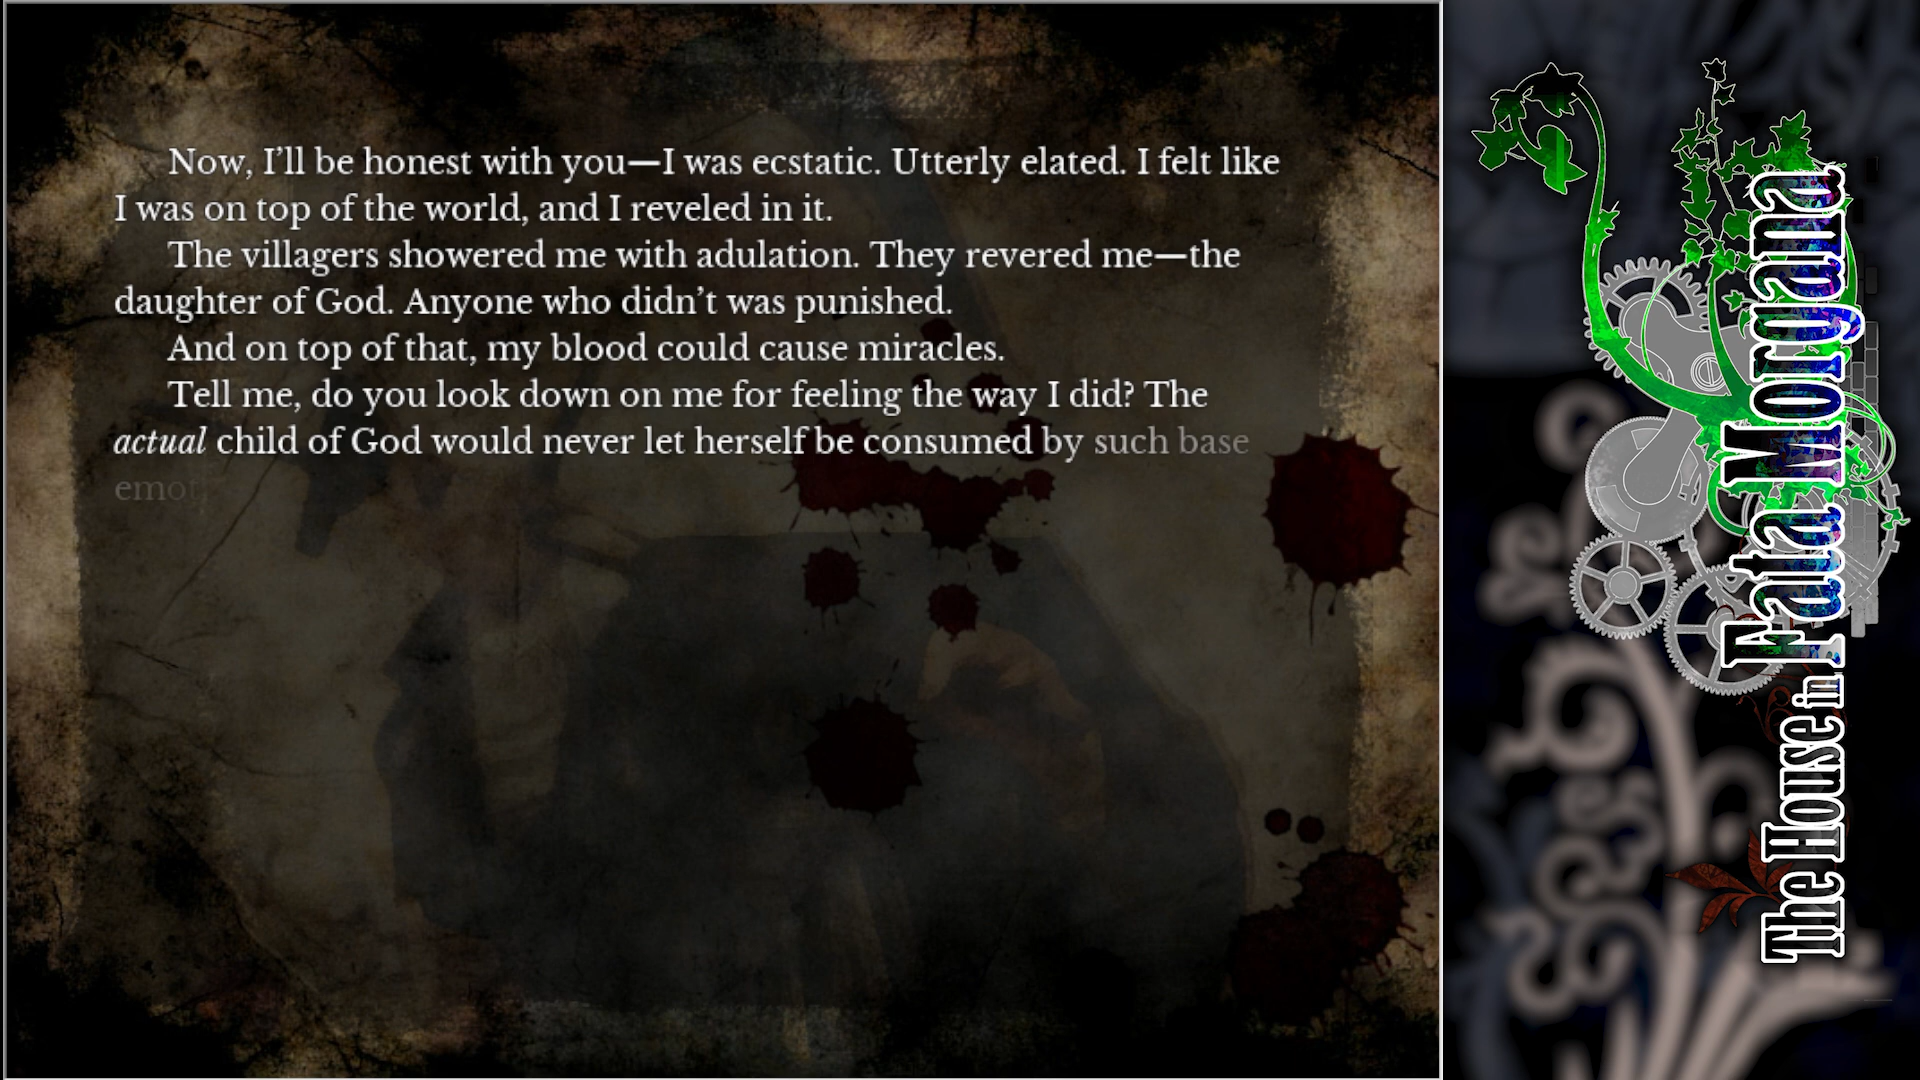 Now, I’ll be honest with you—I was ecstatic. Utterly elated. I felt like
I was on top of the world, and I reveled in it.
The villagers showered me with adulation. They revered me—the
daughter of God. Anyone who didn’t was punished.
And on top of that, my blood could cause miracles.
Tell me, do you look down on me for feeling the way I did? The
actual child of God would never let herself be consumed by such base
emot
The House in Fata Morgana